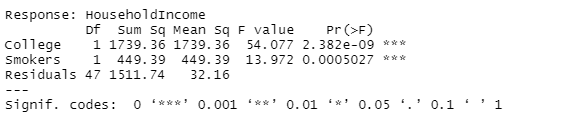 Response: HouseholdIncome
Df Sum Sq Mean Sq F value Pr(>F)
College 1 1739.36 1739.36 54.077 2.382e-09 ***
Smokers 1 449.39 449.39 13.972 0.0005027 ***
Residuals 47 1511.74 32.16
---
Signif. codes: 0 ‘***’ 0.001 ‘**’ 0.01 ‘*’ 0.05 ‘.’ 0.1 ‘ ’ 1